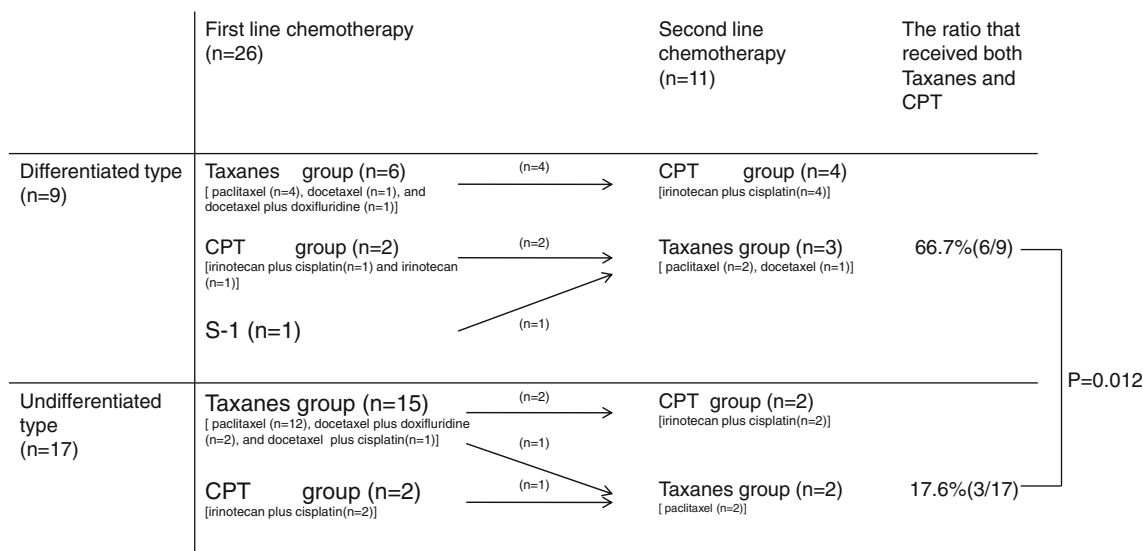 First line chemotherapy
(n=26)
Second line
chemotherapy
(n=11)
The ratio that
received both
Taxanes and
CPT
Differentiated type
(n=9)
Taxanes group (n=6)
[ paclitaxel (n=4), docetaxel (n=1), and
docetaxel plus doxifluridine (n=1)]
(n=4)
CPT group (n=4)
[irinotecan plus cisplatin(n=4)]
CPT group (n=2)
[irinotecan plus cisplatin(n=1) and irinotecan
(n=1)]
(n=2)
Taxanes group (n=3)
[ paclitaxel (n=2), docetaxel (n=1)]
66.7%(6/9)
S-1 (n=1)
(n=1)
P=0.012
Undifferentiated
type
(n=17)
Taxanes group (n=15)
[ paclitaxel (n=12), docetaxel plus doxifluridine
(n=2), and docetaxel plus cisplatin(n=1)]
(n=2)
(n=1)
CPT group (n=2)
[irinotecan plus cisplatin(n=2)]
CPT group (n=2)
[irinotecan plus cisplatin(n=2)]
(n=1)
Taxanes group (n=2)
[ paclitaxel (n=2)]
17.6%(3/17)